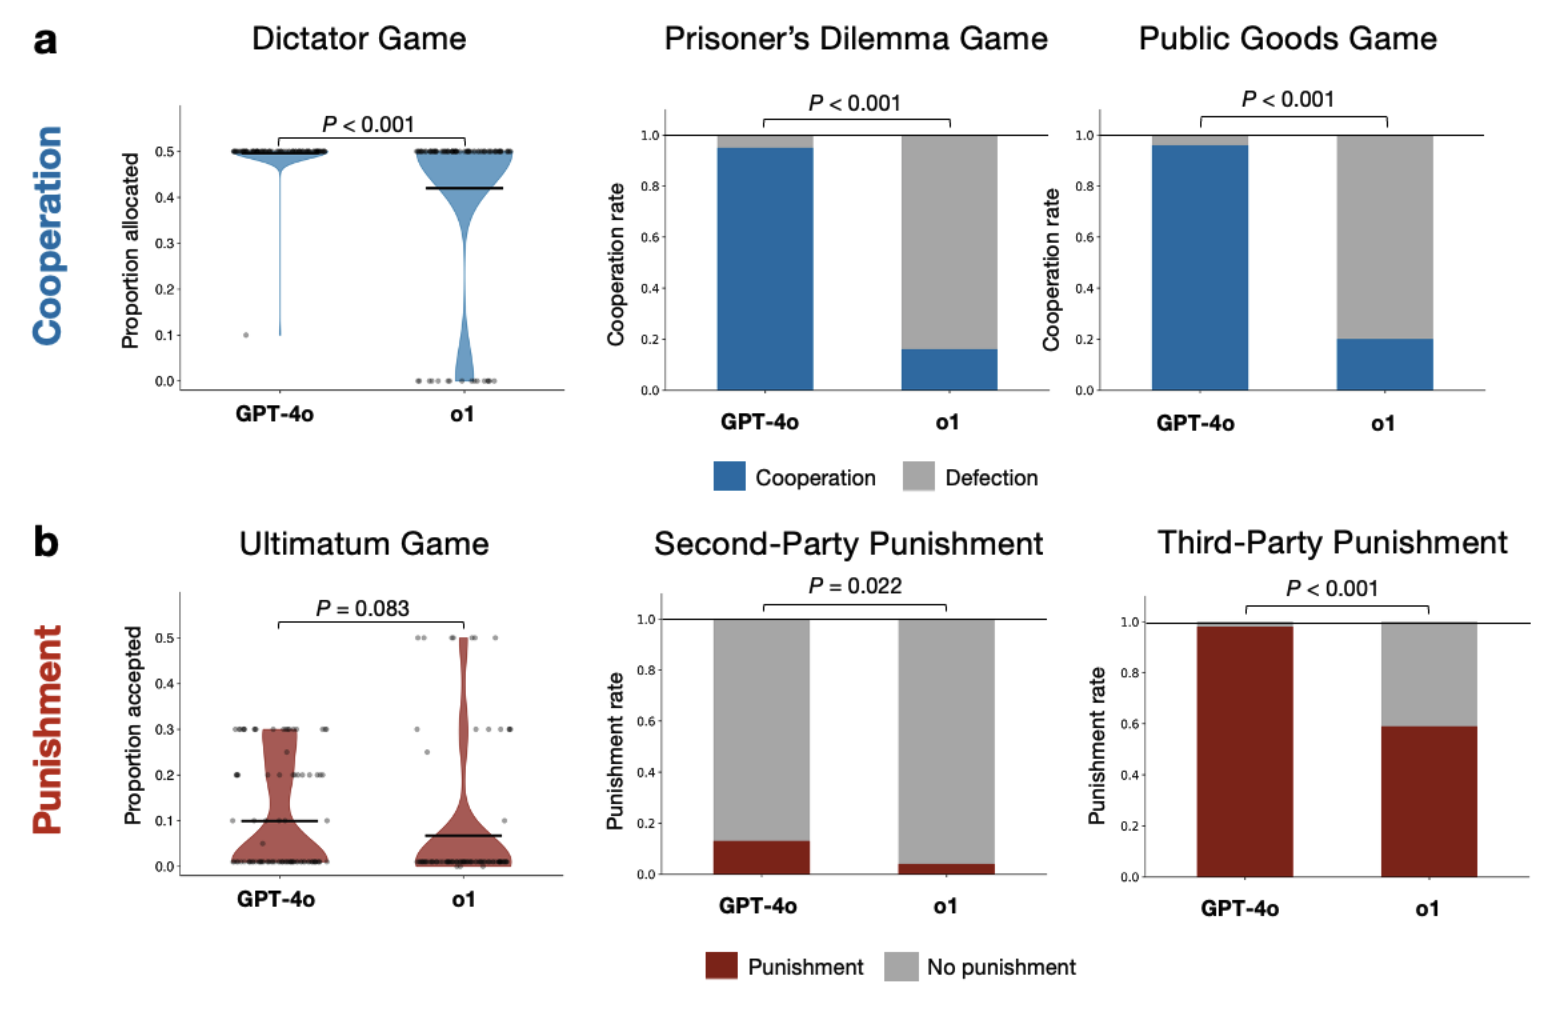 a
Cooperation
Dictator Game
P < 0.001
Proportion allocated
0.5
0.4
0.3
0.2
0.1
0.0
GPT-4o
o1
Prisoner's Dilemma Game
P < 0.001
Cooperation rate
1.0
0.8
0.6
0.4
0.2
0.0
GPT-4o
o1
Public Goods Game
P < 0.001
Cooperation rate
1.0
0.8
0.6
0.4
0.2
0.0
GPT-4o
o1
Cooperation
Defection
b
Punishment
Ultimatum Game
P = 0.083
Proportion accepted
0.5
0.4
0.3
0.2
0.1
0.0
GPT-4o
o1
Second-Party Punishment
P = 0.022
Punishment rate
1.0
0.8
0.6
0.4
0.2
0.0
GPT-4o
o1
Third-Party Punishment
P < 0.001
Punishment rate
1.0
0.8
0.6
0.4
0.2
0.0
GPT-4o
o1
Punishment
No punishment